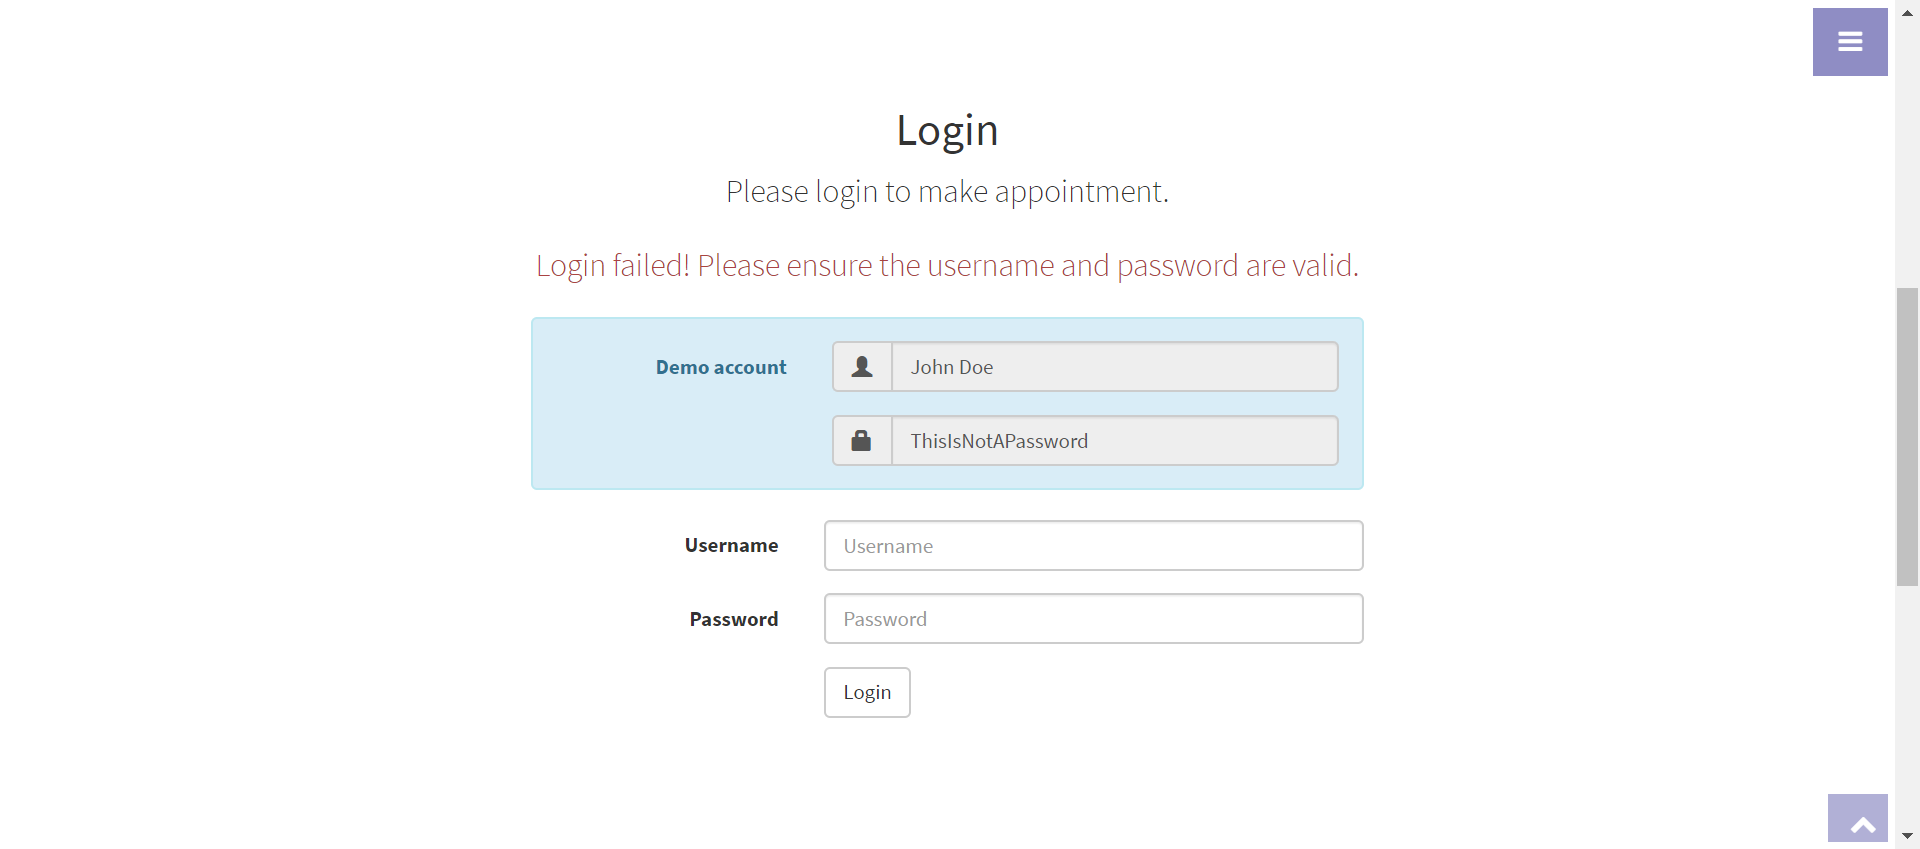 Login
Please login to make appointment.
Login failed! Please ensure the username and password are valid.
Demo account
John Doe
ThisIsNotAPassword
Username
Username
Password
Password
Login